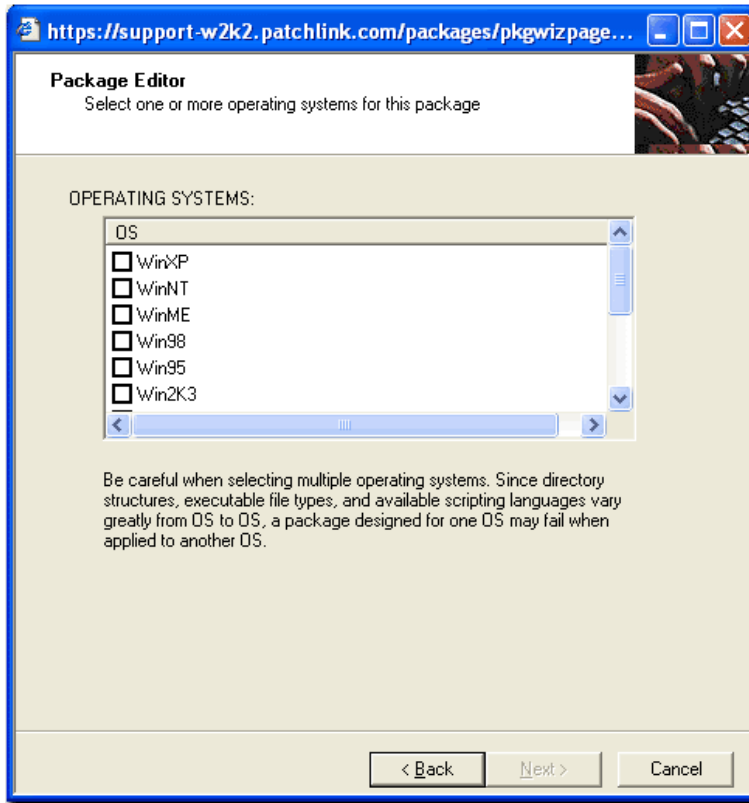 https://support-w2k2.patchlink.com/packages/pkgwizpage...
Package Editor
Select one or more operating systems for this package
OPERATING SYSTEMS:
OS
WinXP
WinNT
WinME
Win98
Win95
Win2K3
Be careful when selecting multiple operating systems. Since directory
structures, executable file types, and available scripting languages vary
greatly from OS to OS, a package designed for one OS may fail when
applied to another OS.
< Back
Next >
Cancel